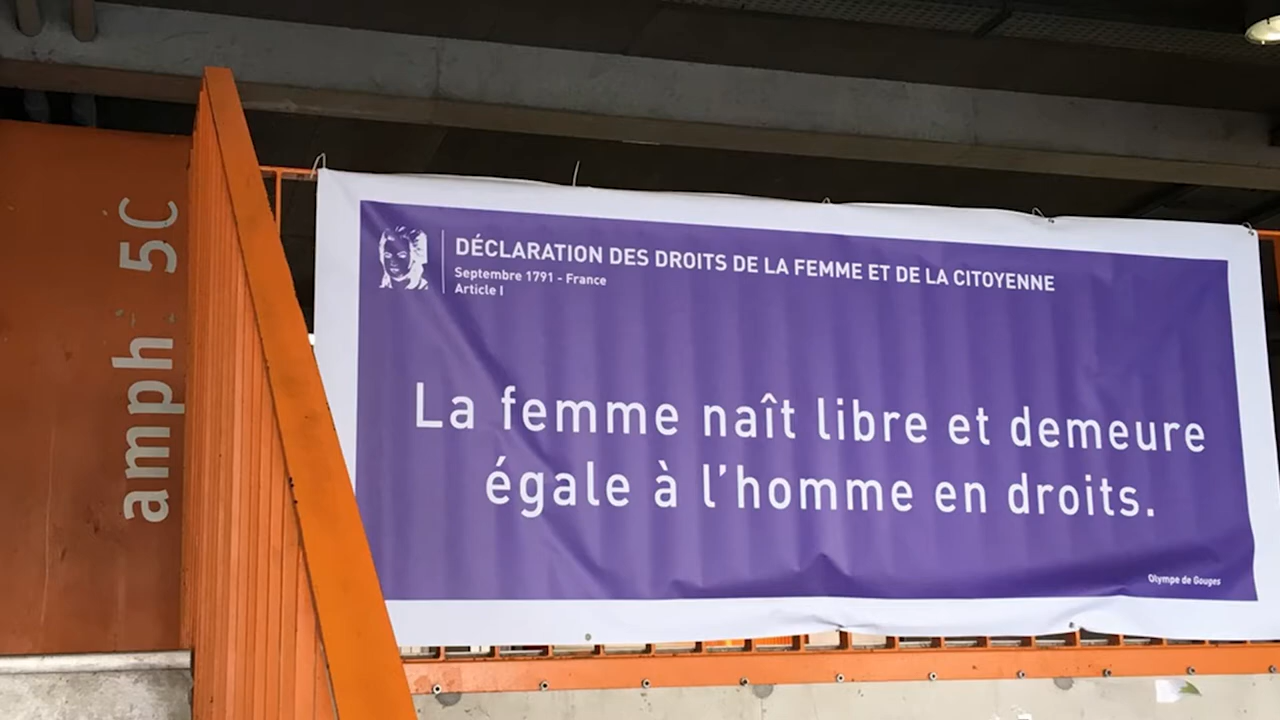 amph 5C
DÉCLARATION DES DROITS DE LA FEMME ET DE LA CITOYENNE
Septembre 1791 - France
Article I
La femme naît libre et demeure
égale à l'homme en droits.
Olympe de Gouges